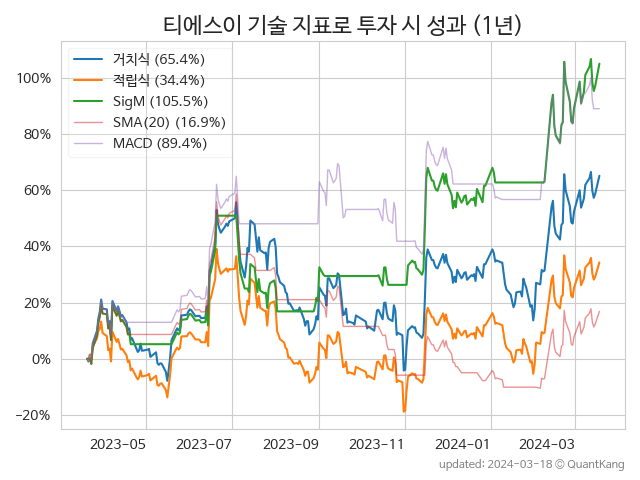 티에스이 기술 지표로 투자 시 성과 (1년)
거치식 (65.4%)
적립식 (34.4%)
SigM (105.5%)
SMA(20) (16.9%)
MACD (89.4%)
100%
80%
60%
40%
20%
0%
−20%
2023-05 2023-07 2023-09 2023-11 2024-01 2024-03
updated: 2024-03-18 © QuantKang